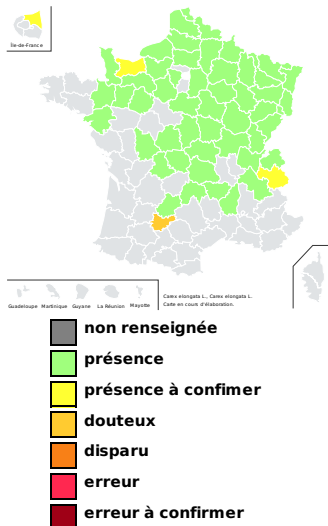 Île-de-France
Guadeloupe Martinique Guyane La Réunion Mayotte
Carex elongata L., Carex elongata L.
Carte en cours d'élaboration.
non renseignée
présence
présence à confimer
douteux
disparu
erreur
erreur à confirmer